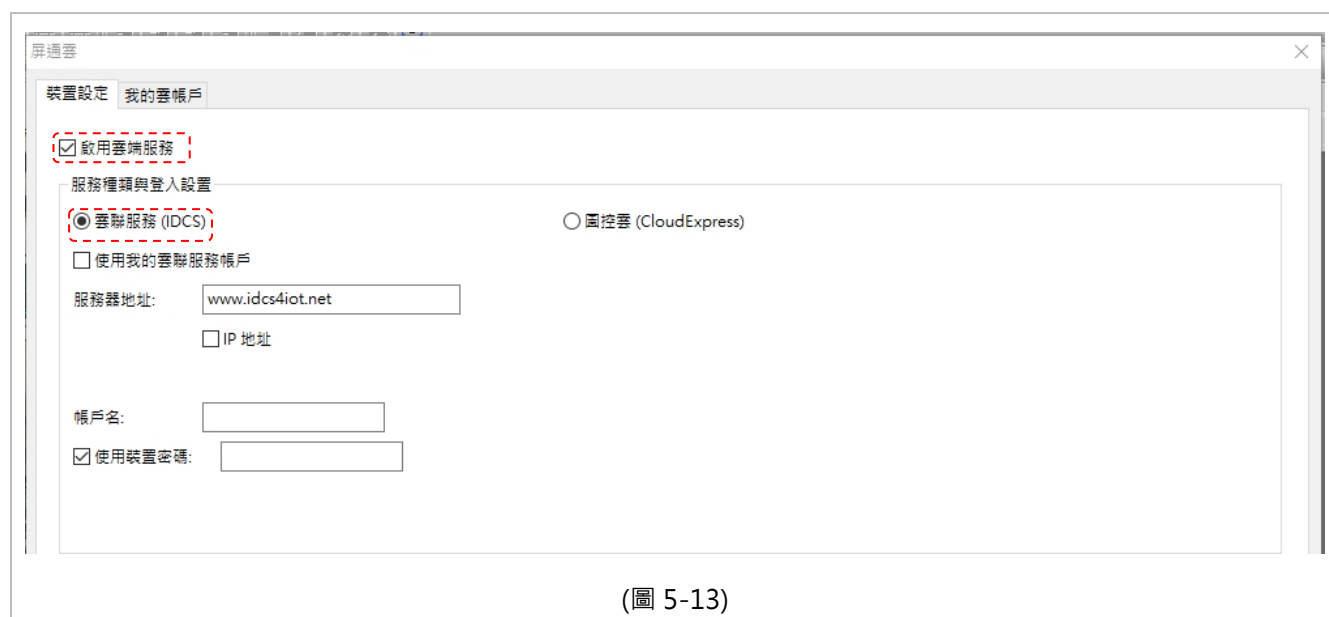 屏通雲
裝置設定 我的雲帳戶
啟用雲端服務
服務種類與登入設置
雲聯服務 (IDCS) 圖控雲 (CloudExpress)
使用我的雲聯服務帳戶
服務器地址: www.idcs4iot.net
IP 地址
帳戶名:
使用裝置密碼:
(圖 5-13)